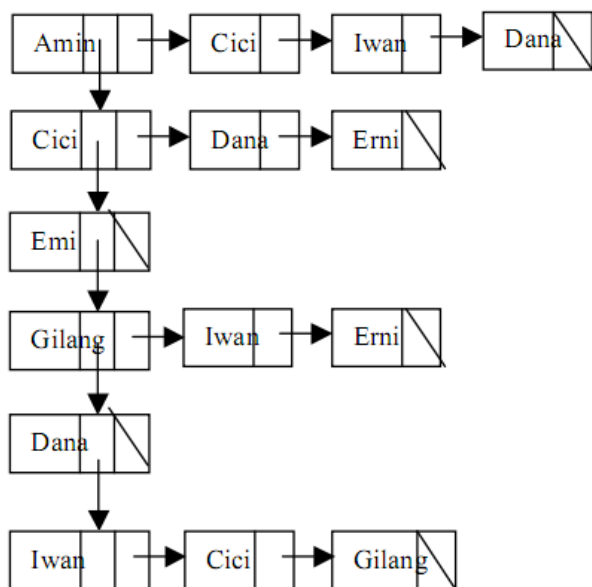 Amin Cici Iwan Dana
Cici Dana Erni
Emi
Gilang Iwan Erni
Dana
Iwan Cici Gilang